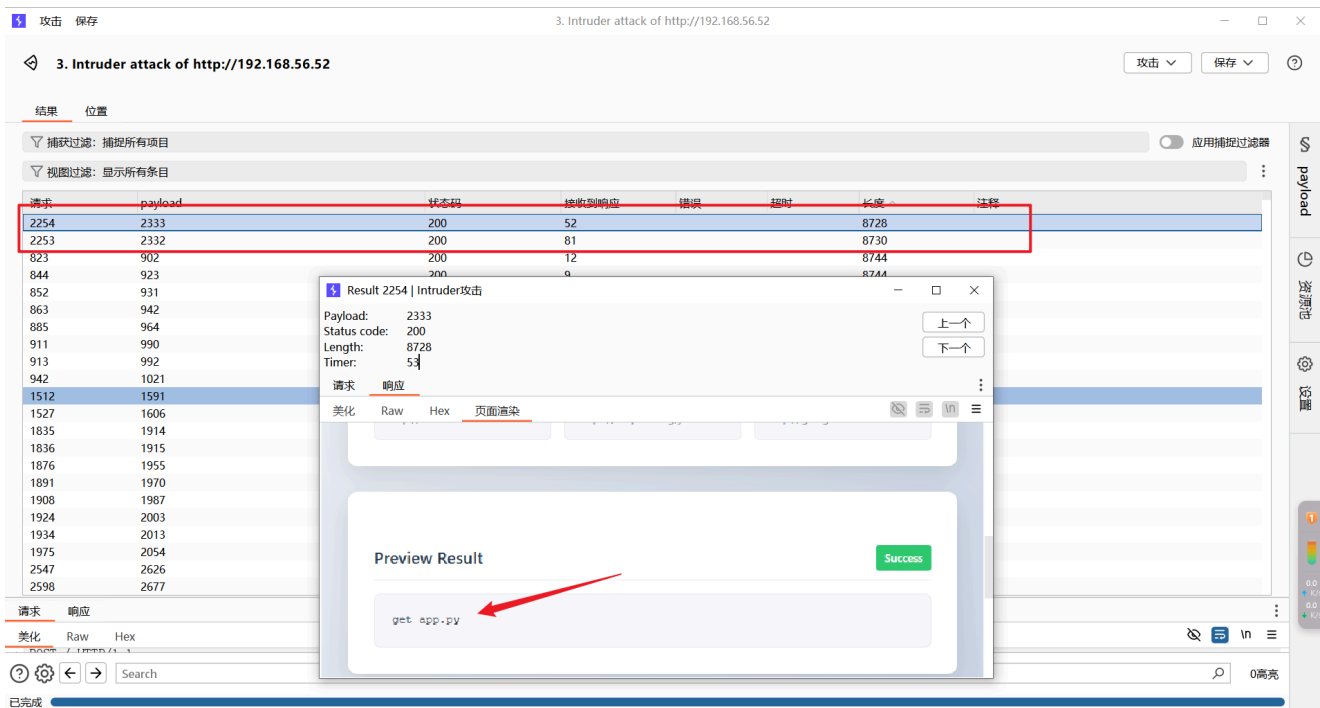 攻击 保存 3. Intruder attack of http://192.168.56.52
3. Intruder attack of http://192.168.56.52 攻击 保存
结果 位置
捕获过滤：捕捉所有项目 应用捕捉过滤器
视图过滤：显示所有条目
请求 payload 状态码 接收到响应 错误 超时 长度 注释
2254 2333 200 52 8728
2253 2332 200 81 8730
823 902 200 12 8744
844 923 200 9 8744
852 931
863 942
885 964
911 990
913 992
942 1021
1512 1591
1527 1606
1835 1914
1836 1915
1876 1955
1891 1970
1908 1987
1924 2003
1934 2013
1975 2054
2547 2626
2598 2677
Result 2254 | Intruder攻击
Payload: 2333
Status code: 200
Length: 8728
Timer: 53
上一个
下一个
请求 响应
美化 Raw Hex 页面渲染 \n
Preview Result Success
get app.py
payload
资源池
设置
1
0.0
K/
0.0
K/
请求 响应
美化 Raw Hex \n
POST / HTTP/1.1
Search 0高亮
已完成